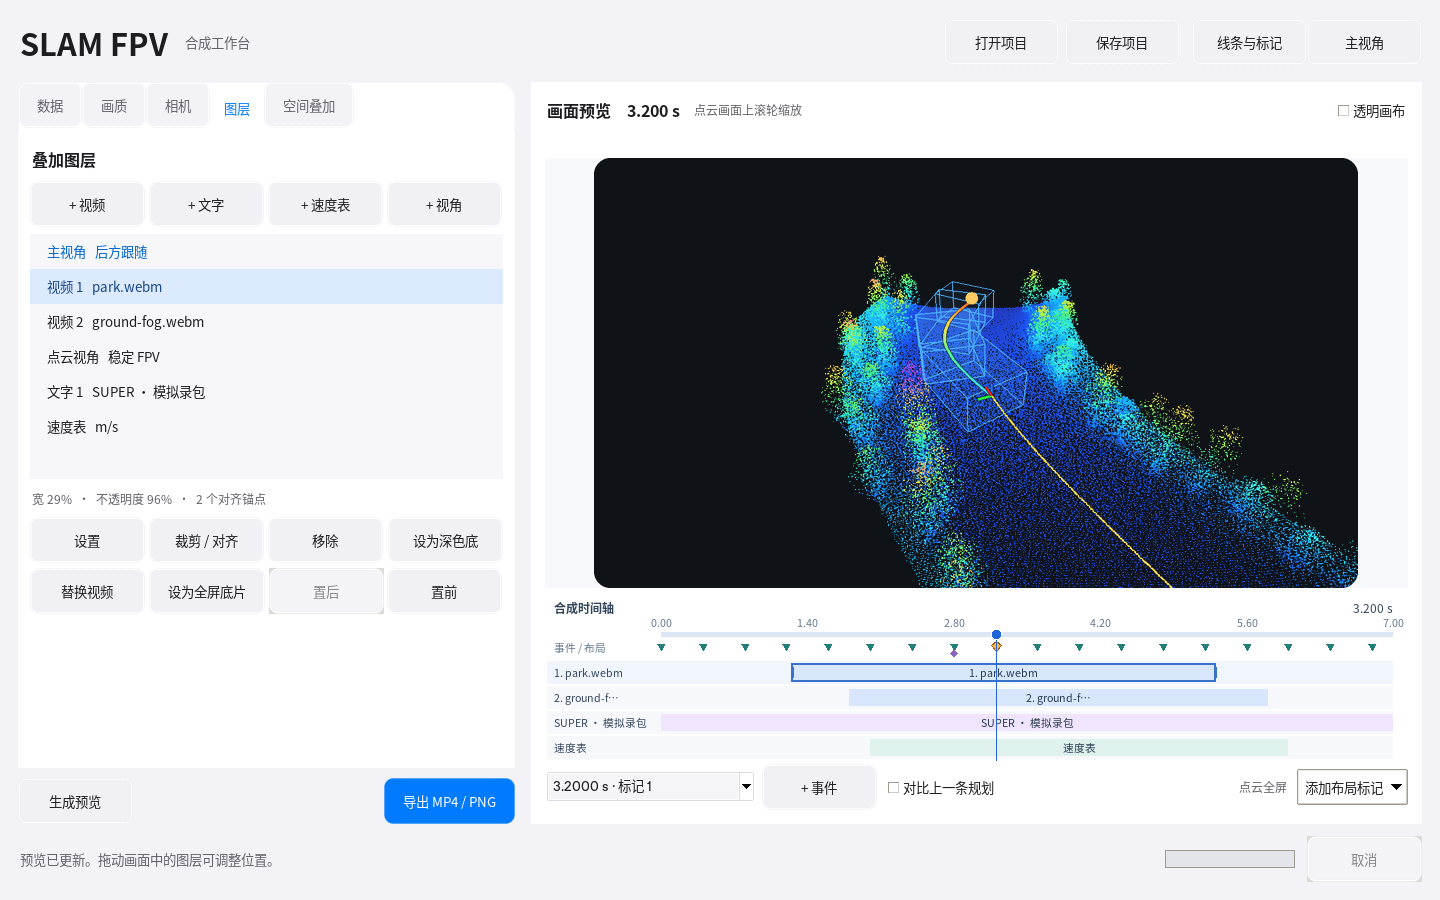 SLAM FPV 合成工作台
打开项目 保存项目 线条与标记 主视角
数据 画质 相机 图层 空间叠加
叠加图层
+ 视频 + 文字 + 速度表 + 视角
主视角 后方跟随
视频 1 park.webm
视频 2 ground-fog.webm
点云视角 稳定 FPV
文字 1 SUPER · 模拟录包
速度表 m/s
宽 29% · 不透明度 96% · 2 个对齐锚点
设置 裁剪 / 对齐 移除 设为深色底
替换视频 设为全屏底片 置后 置前
生成预览 导出 MP4 / PNG
画面预览 3.200 s 点云画面上滚轮缩放 透明画布
合成时间轴 3.200 s
0.00 1.40 2.80 4.20 5.60 7.00
事件 / 布局
1. park.webm 1. park.webm
2. ground-f··· 2. ground-f···
SUPER · 模拟录包 SUPER · 模拟录包
速度表 速度表
3.2000 s · 标记 1 + 事件 对比上一条规划 点云全屏 添加布局标记
预览已更新。拖动画面中的图层可调整位置。 取消